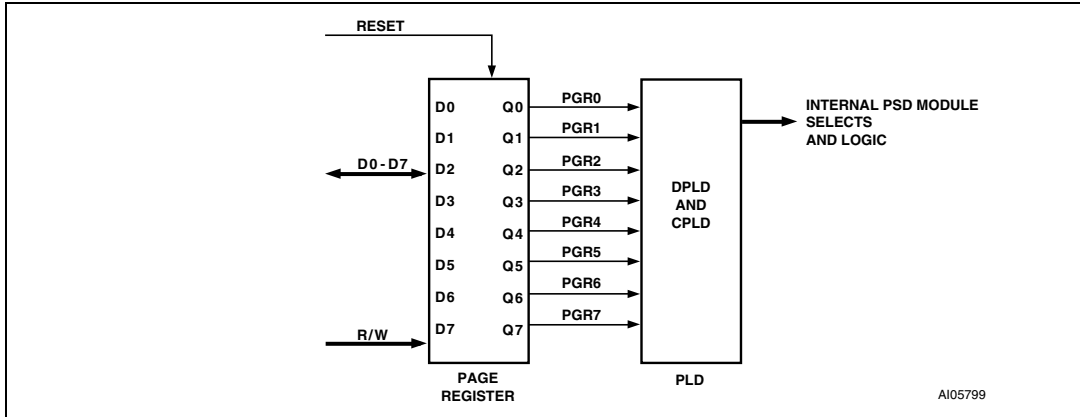 RESET
D0 Q0 PGR0
D1 Q1 PGR1
D0-D7 D2 Q2 PGR2
D3 Q3 PGR3
D4 Q4 PGR4
D5 Q5 PGR5
D6 Q6 PGR6
R/W D7 Q7 PGR7
DPLD
AND
CPLD
INTERNAL PSD MODULE
SELECTS
AND LOGIC
PAGE
REGISTER
PLD
AI05799